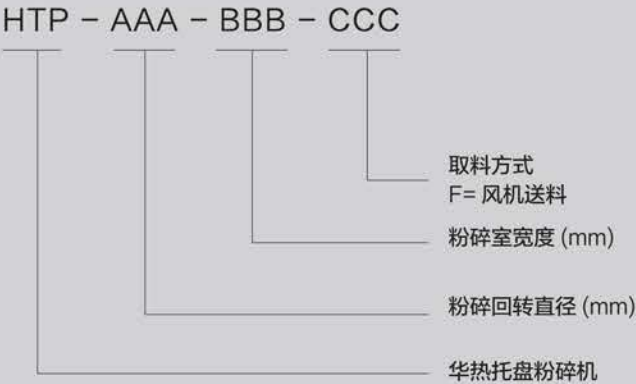 HTP – AAA – BBB – CCC
取料方式
F= 风机送料
粉碎室宽度 (mm)
粉碎回转直径 (mm)
华热托盘粉碎机